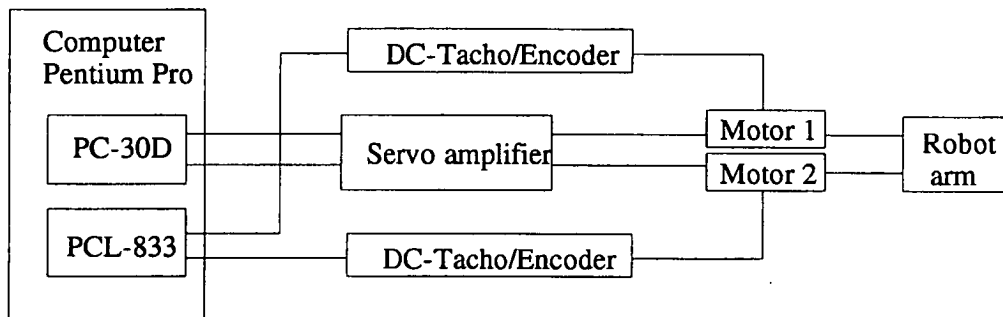 Computer
Pentium Pro
PC-30D
PCL-833
DC-Tacho/Encoder
Servo amplifier
DC-Tacho/Encoder
Motor 1
Motor 2
Robot
arm